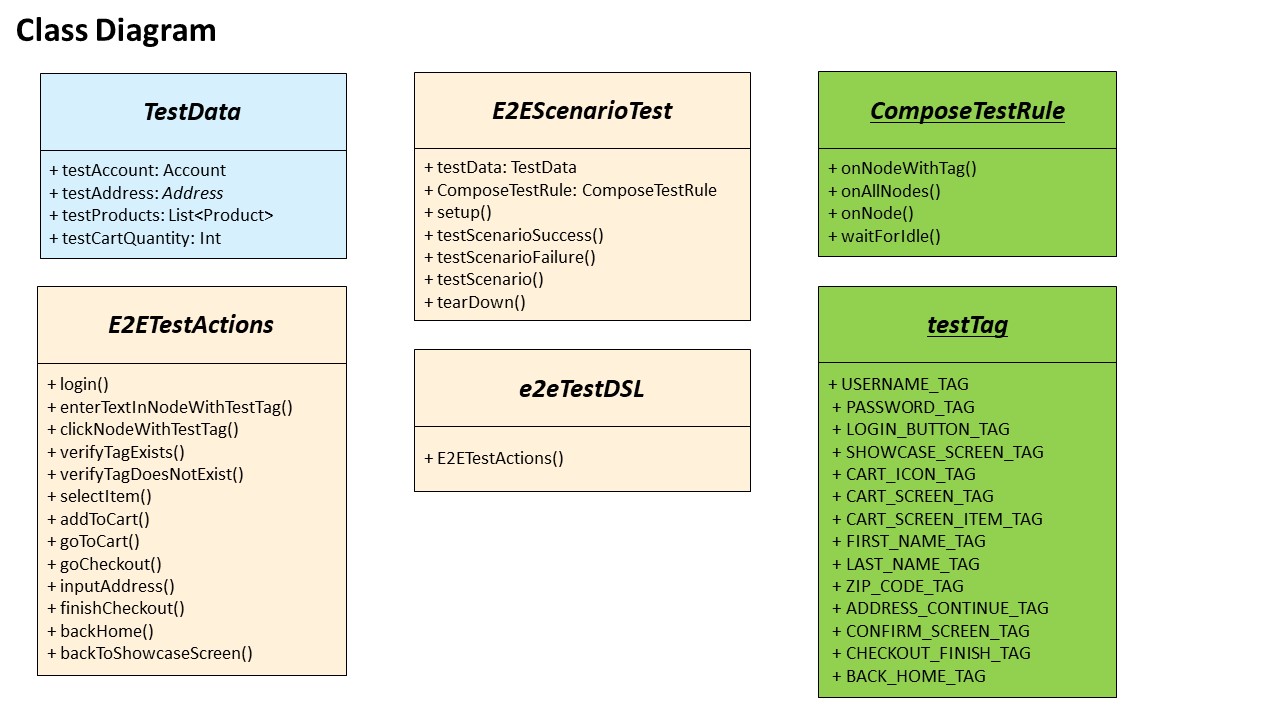 Class Diagram
TestData
+ testAccount: Account
+ testAddress: Address
+ testProducts: List<Product>
+ testCartQuantity: Int
E2EScenarioTest
+ testData: TestData
+ ComposeTestRule: ComposeTestRule
+ setup()
+ testScenarioSuccess()
+ testScenarioFailure()
+ testScenario()
+ tearDown()
ComposeTestRule
+ onNodeWithTag()
+ onAllNodes()
+ onNode()
+ waitForIdle()
E2ETestActions
+ login()
+ enterTextInNodeWithTestTag()
+ clickNodeWithTestTag()
+ verifyTagExists()
+ verifyTagDoesNotExist()
+ selectItem()
+ addToCart()
+ goToCart()
+ goCheckout()
+ inputAddress()
+ finishCheckout()
+ backHome()
+ backToShowcaseScreen()
e2eTestDSL
+ E2ETestActions()
testTag
+ USERNAME_TAG
+ PASSWORD_TAG
+ LOGIN_BUTTON_TAG
+ SHOWCASE_SCREEN_TAG
+ CART_ICON_TAG
+ CART_SCREEN_TAG
+ CART_SCREEN_ITEM_TAG
+ FIRST_NAME_TAG
+ LAST_NAME_TAG
+ ZIP_CODE_TAG
+ ADDRESS_CONTINUE_TAG
+ CONFIRM_SCREEN_TAG
+ CHECKOUT_FINISH_TAG
+ BACK_HOME_TAG